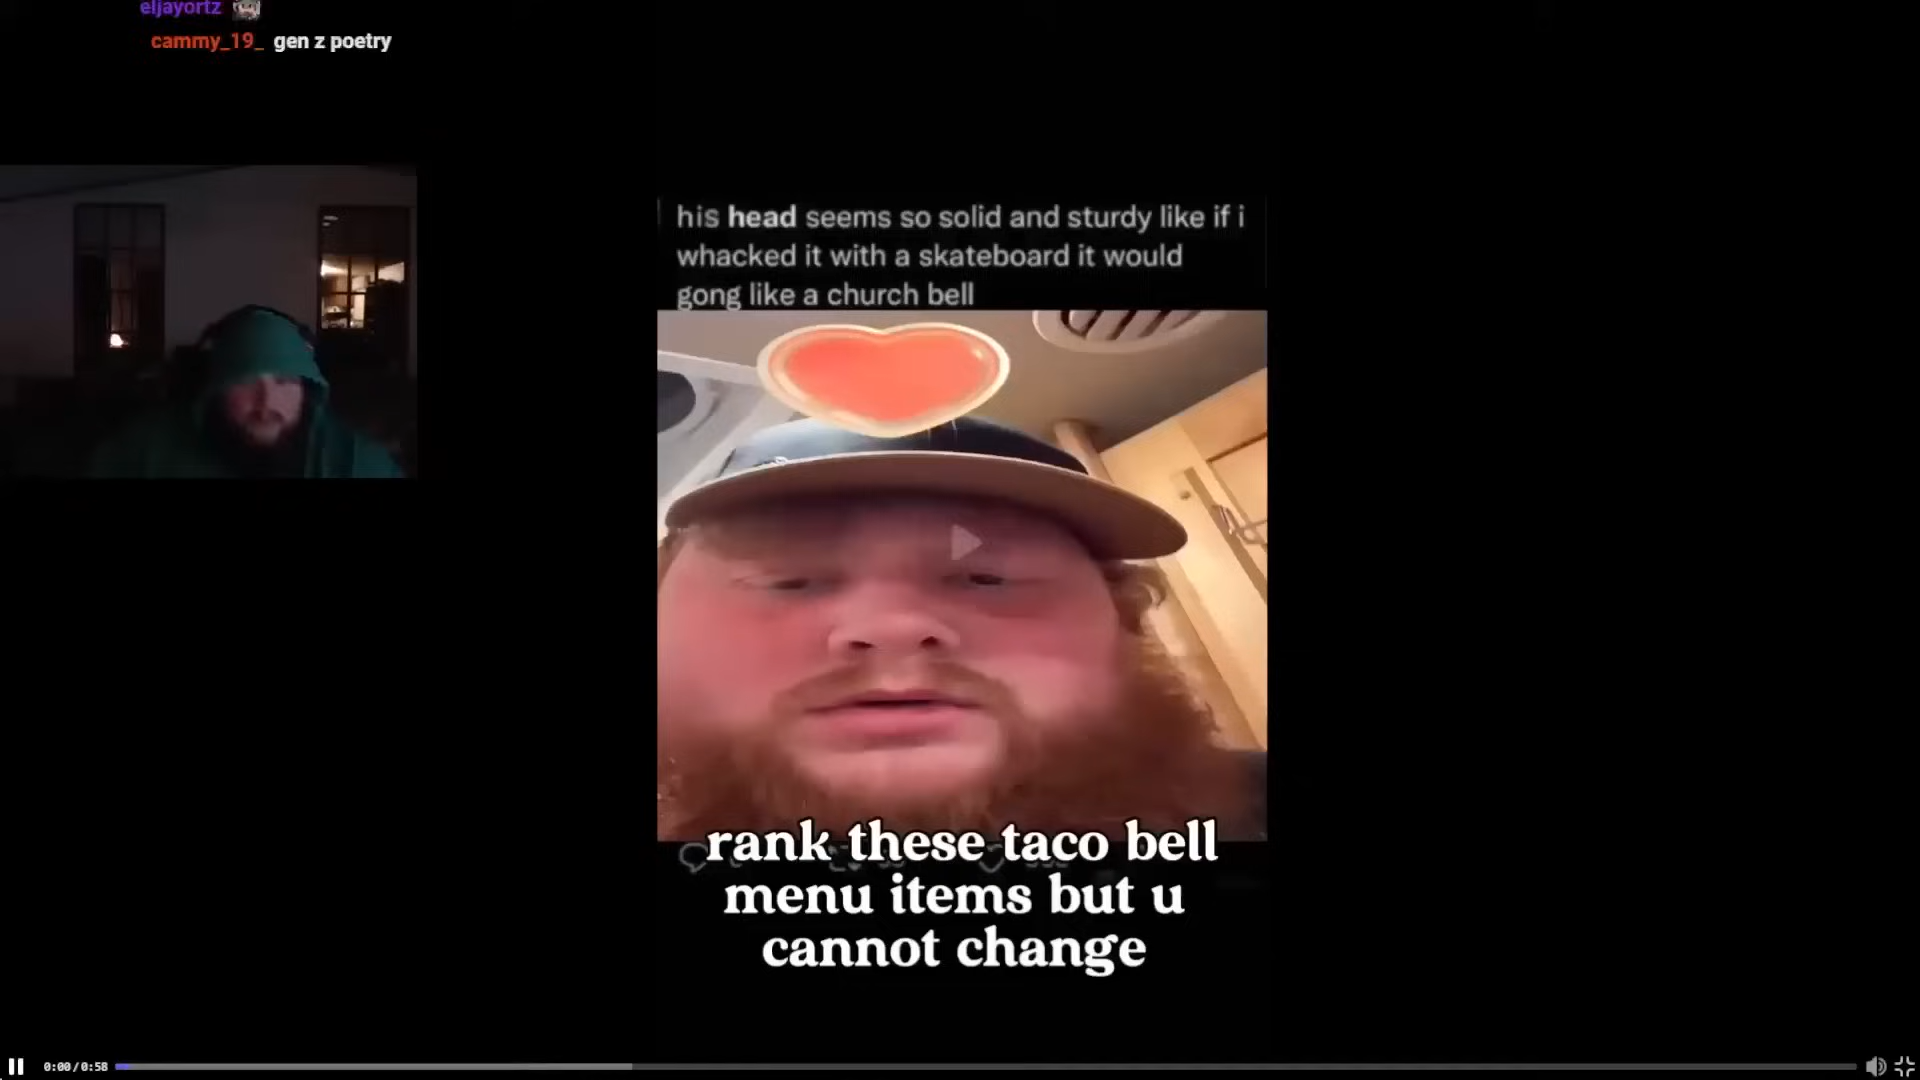 eljayortz
cammy_19_ gen z poetry
his head seems so solid and sturdy like if i
whacked it with a skateboard it would
gong like a church bell
rank these taco bell
menu items but u
cannot change
0:00/0:58